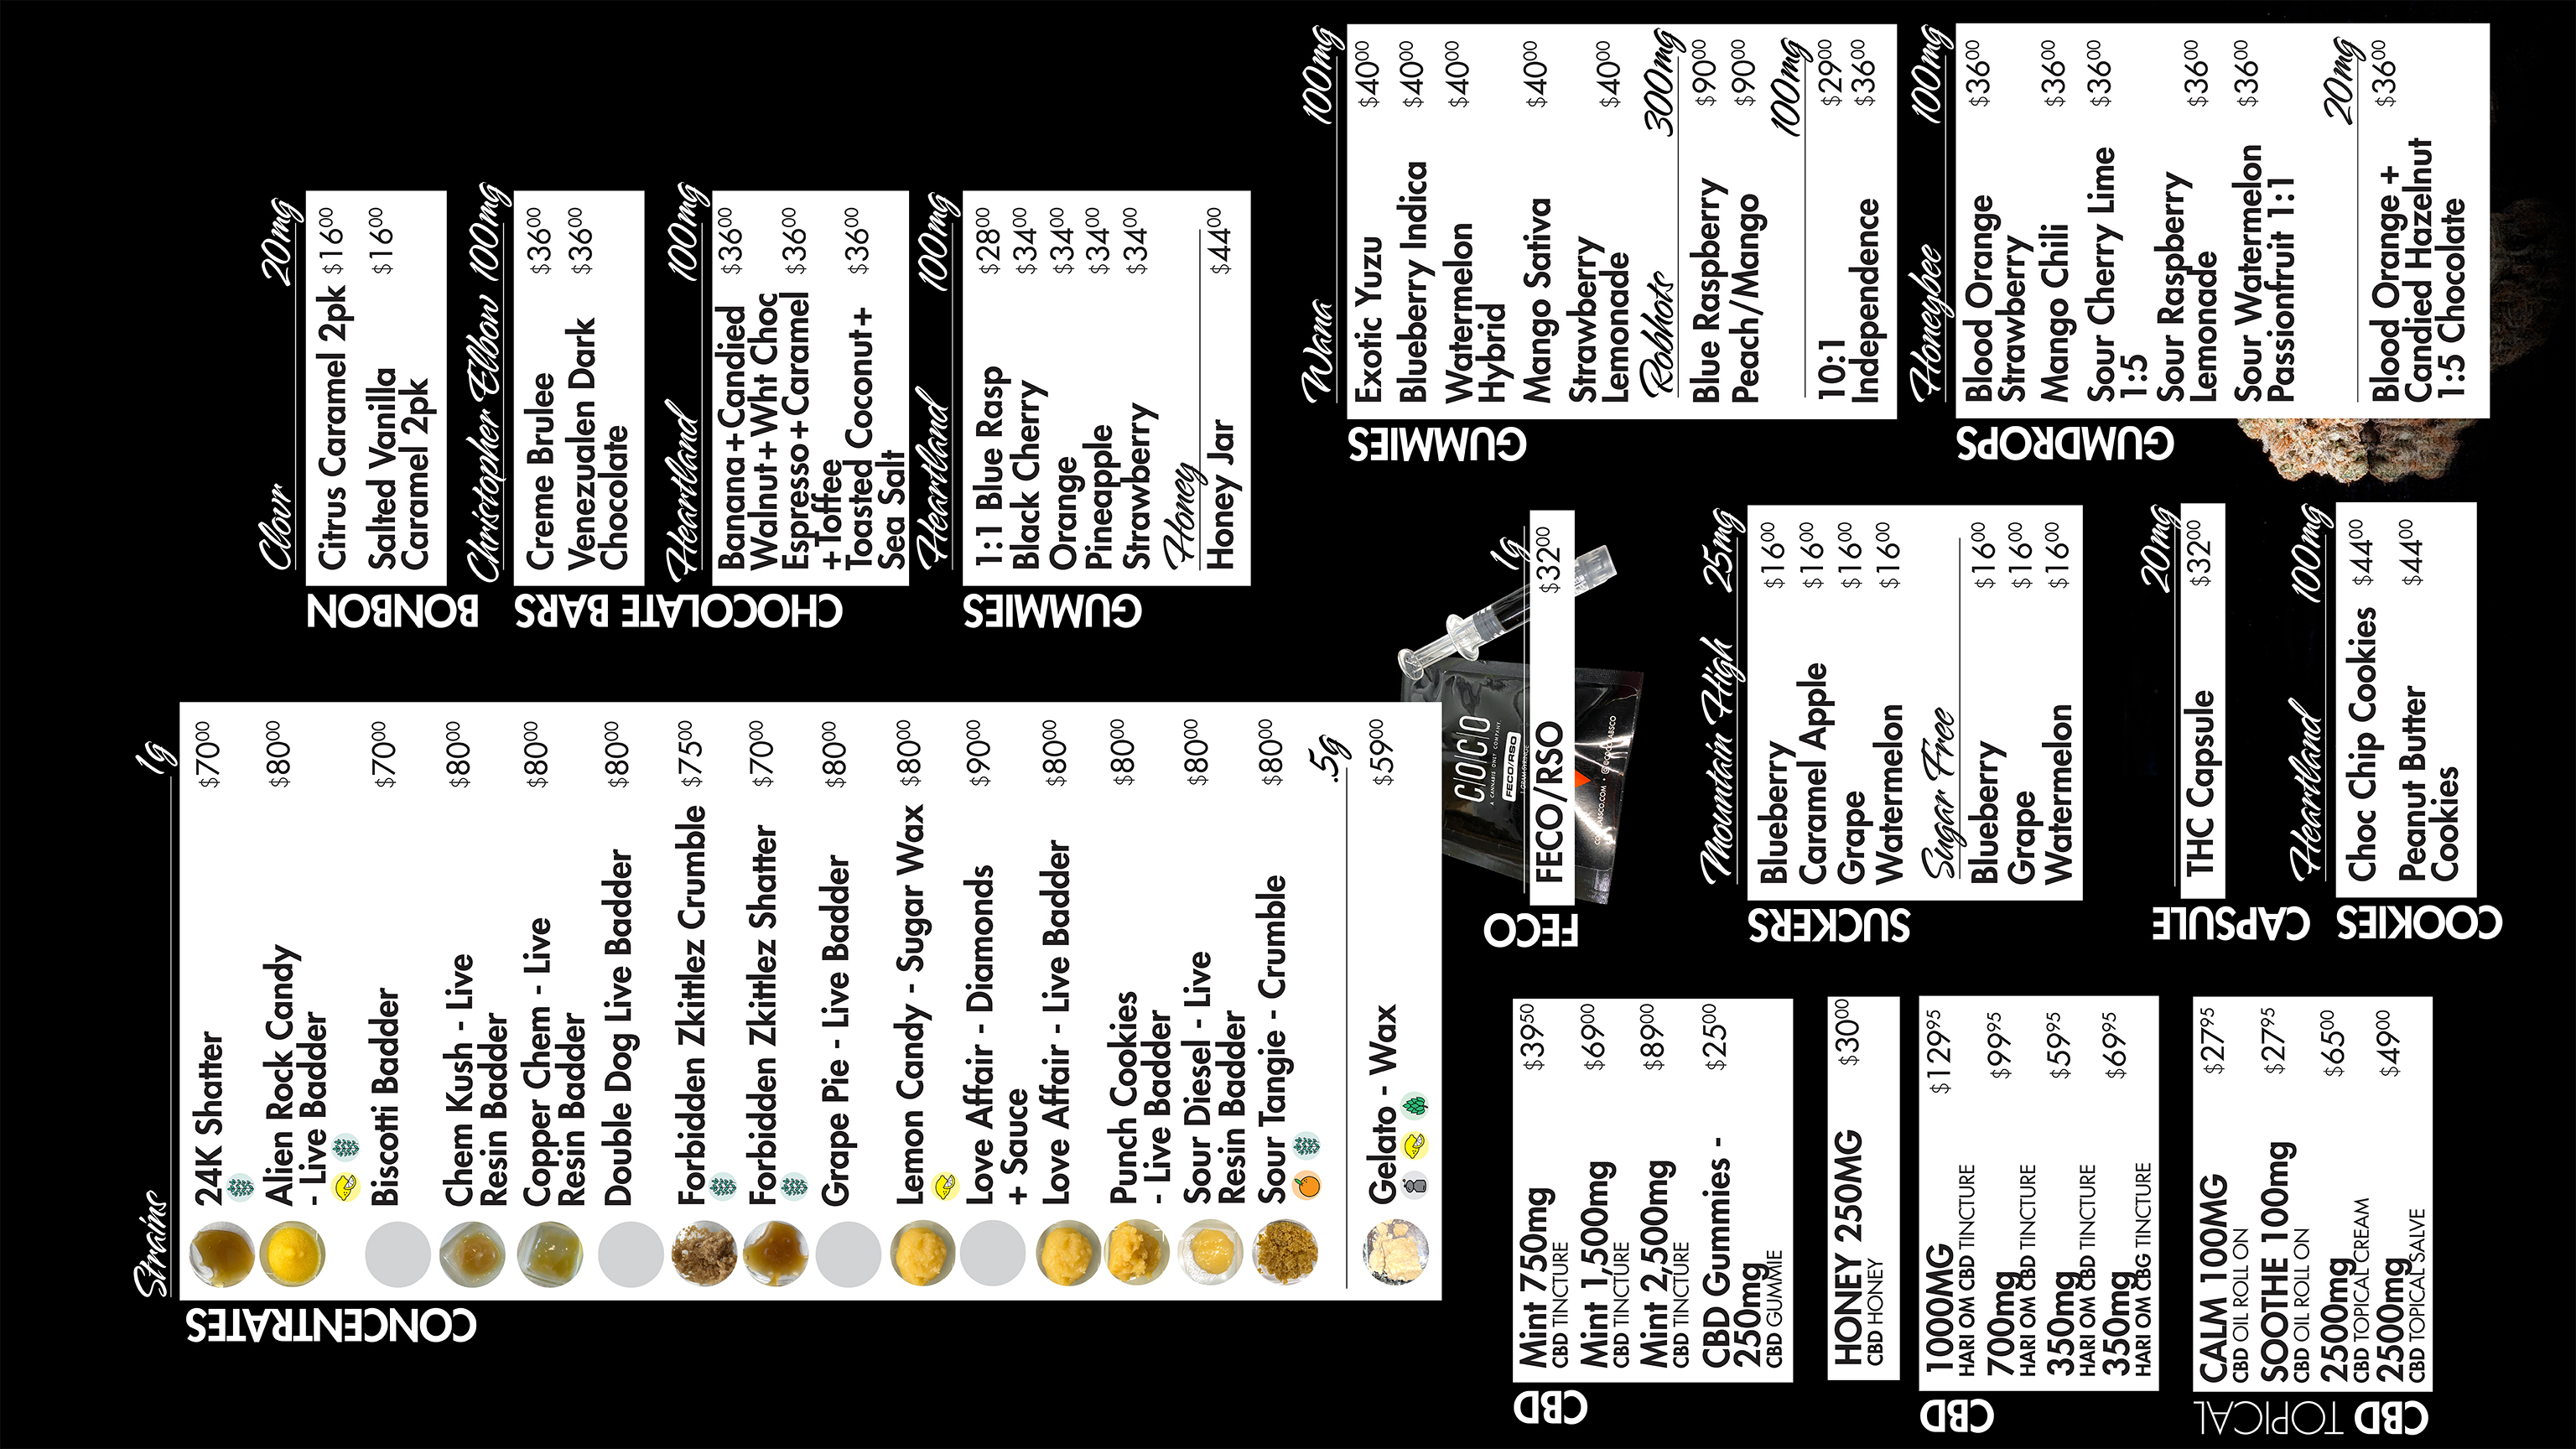 CONCENTRATES
Strains 1g
24K Shatter $70.00
Alien Rock Candy $80.00
- Live Badder
Biscotti Badder $70.00
Chem Kush - Live $80.00
Resin Badder
Copper Chem - Live $80.00
Resin Badder
Double Dog Live Badder $80.00
Forbidden Zkittlez Crumble $75.00
Forbidden Zkittlez Shatter $70.00
Grape Pie - Live Badder $80.00
Lemon Candy - Sugar Wax $80.00
Love Affair - Diamonds $90.00
+ Sauce
Love Affair - Live Badder $80.00
Punch Cookies $80.00
- Live Badder
Sour Diesel - Live $80.00
Resin Badder
Sour Tangie - Crumble $80.00
.5g
Gelato - Wax $59.00
BONBON
Clovr 20mg
Citrus Caramel 2pk $16.00
Salted Vanilla $16.00
Caramel 2pk
CHOCOLATE BARS
Christopher Elbow 100mg
Creme Brulee $36.00
Venezualen Dark $36.00
Chocolate
Heartland 100mg
Banana+Candied $36.00
Walnut+Wht Choc
Espresso+Caramel $36.00
+Toffee
Toasted Coconut+ $36.00
Sea Salt
GUMMIES
Heartland 100mg
1:1 Blue Rasp $28.00
Black Cherry $34.00
Orange $34.00
Pineapple $34.00
Strawberry $34.00
Honey
Honey Jar $44.00
CBD
Mint 750mg $39.50
CBD TINCTURE
Mint 1,500mg $69.00
CBD TINCTURE
Mint 2,500mg $89.00
CBD TINCTURE
CBD Gummies - $25.00
250mg
CBD GUMMIE
HONEY 250MG $30.00
CBD HONEY
CBD
1000MG $129.95
HARI OM CBD TINCTURE
700mg $99.95
HARI OM CBD TINCTURE
350mg $59.95
HARI OM CBD TINCTURE
350mg $69.95
HARI OM CBG TINCTURE
CBD TOPICAL
CALM 100MG $27.95
CBD OIL ROLL ON
SOOTHE 100mg $27.95
CBD OIL ROLL ON
2500mg $65.00
CBD TOPICAL CREAM
2500mg $49.00
CBD TOPICAL SALVE
FECO
1g
FECO/RSO $32.00
C|O|C|O
A CANNABIS ONLY COMPANY.
FECO/RSO
SUCKERS
Mountain High 25mg
Blueberry $16.00
Caramel Apple $16.00
Grape $16.00
Watermelon $16.00
Sugar Free
Blueberry $16.00
Grape $16.00
Watermelon $16.00
CAPSULE
20mg
THC Capsule $32.00
COOKIES
Heartland 100mg
Choc Chip Cookies $44.00
Peanut Butter $44.00
Cookies
GUMMIES
Wana 100mg
Exotic Yuzu $40.00
Blueberry Indica $40.00
Watermelon $40.00
Hybrid
Mango Sativa $40.00
Strawberry $40.00
Lemonade
Robhots 300mg
Blue Raspberry $90.00
Peach/Mango $90.00
100mg
10:1 $29.00
Independence $36.00
GUMDROPS
Honeybee 100mg
Blood Orange $36.00
Strawberry
Mango Chili $36.00
Sour Cherry Lime $36.00
1:5
Sour Raspberry $36.00
Lemonade
Sour Watermelon $36.00
Passionfruit 1:1
20mg
Blood Orange + $36.00
Candied Hazelnut
1:5 Chocolate